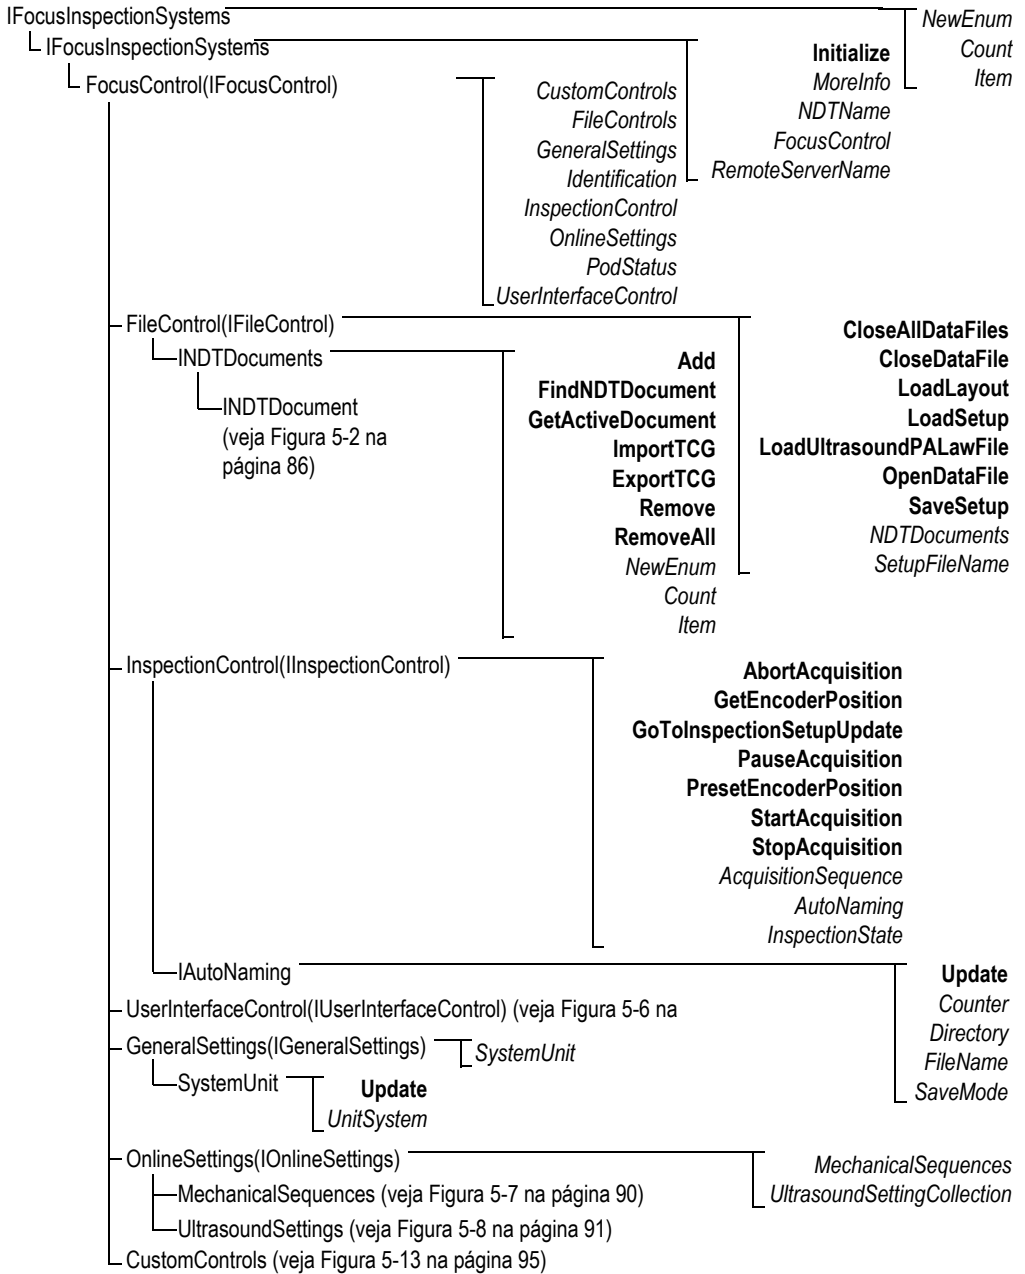 IFocusInspectionSystems
NewEnum
Count
Item
IFocusInspectionSystems
Initialize
MoreInfo
NDTName
FocusControl
RemoteServerName
FocusControl(IFocusControl)
CustomControls
FileControls
GeneralSettings
Identification
InspectionControl
OnlineSettings
PodStatus
UserInterfaceControl
FileControl(IFileControl)
CloseAllDataFiles
CloseDataFile
LoadLayout
LoadSetup
LoadUltrasoundPALawFile
OpenDataFile
SaveSetup
NDTDocuments
SetupFileName
INDTDocuments
Add
FindNDTDocument
GetActiveDocument
ImportTCG
ExportTCG
Remove
RemoveAll
NewEnum
Count
Item
INDTDocument
(veja Figura 5-2 na
página 86)
InspectionControl(IInspectionControl)
AbortAcquisition
GetEncoderPosition
GoToInspectionSetupUpdate
PauseAcquisition
PresetEncoderPosition
StartAcquisition
StopAcquisition
AcquisitionSequence
AutoNaming
InspectionState
IAutoNaming
Update
Counter
Directory
FileName
SaveMode
UserInterfaceControl(IUserInterfaceControl) (veja Figura 5-6 na
GeneralSettings(IGeneralSettings)
SystemUnit
SystemUnit
Update
UnitSystem
OnlineSettings(IOnlineSettings)
MechanicalSequences
UltrasoundSettingCollection
MechanicalSequences (veja Figura 5-7 na página 90)
UltrasoundSettings (veja Figura 5-8 na página 91)
CustomControls (veja Figura 5-13 na página 95)